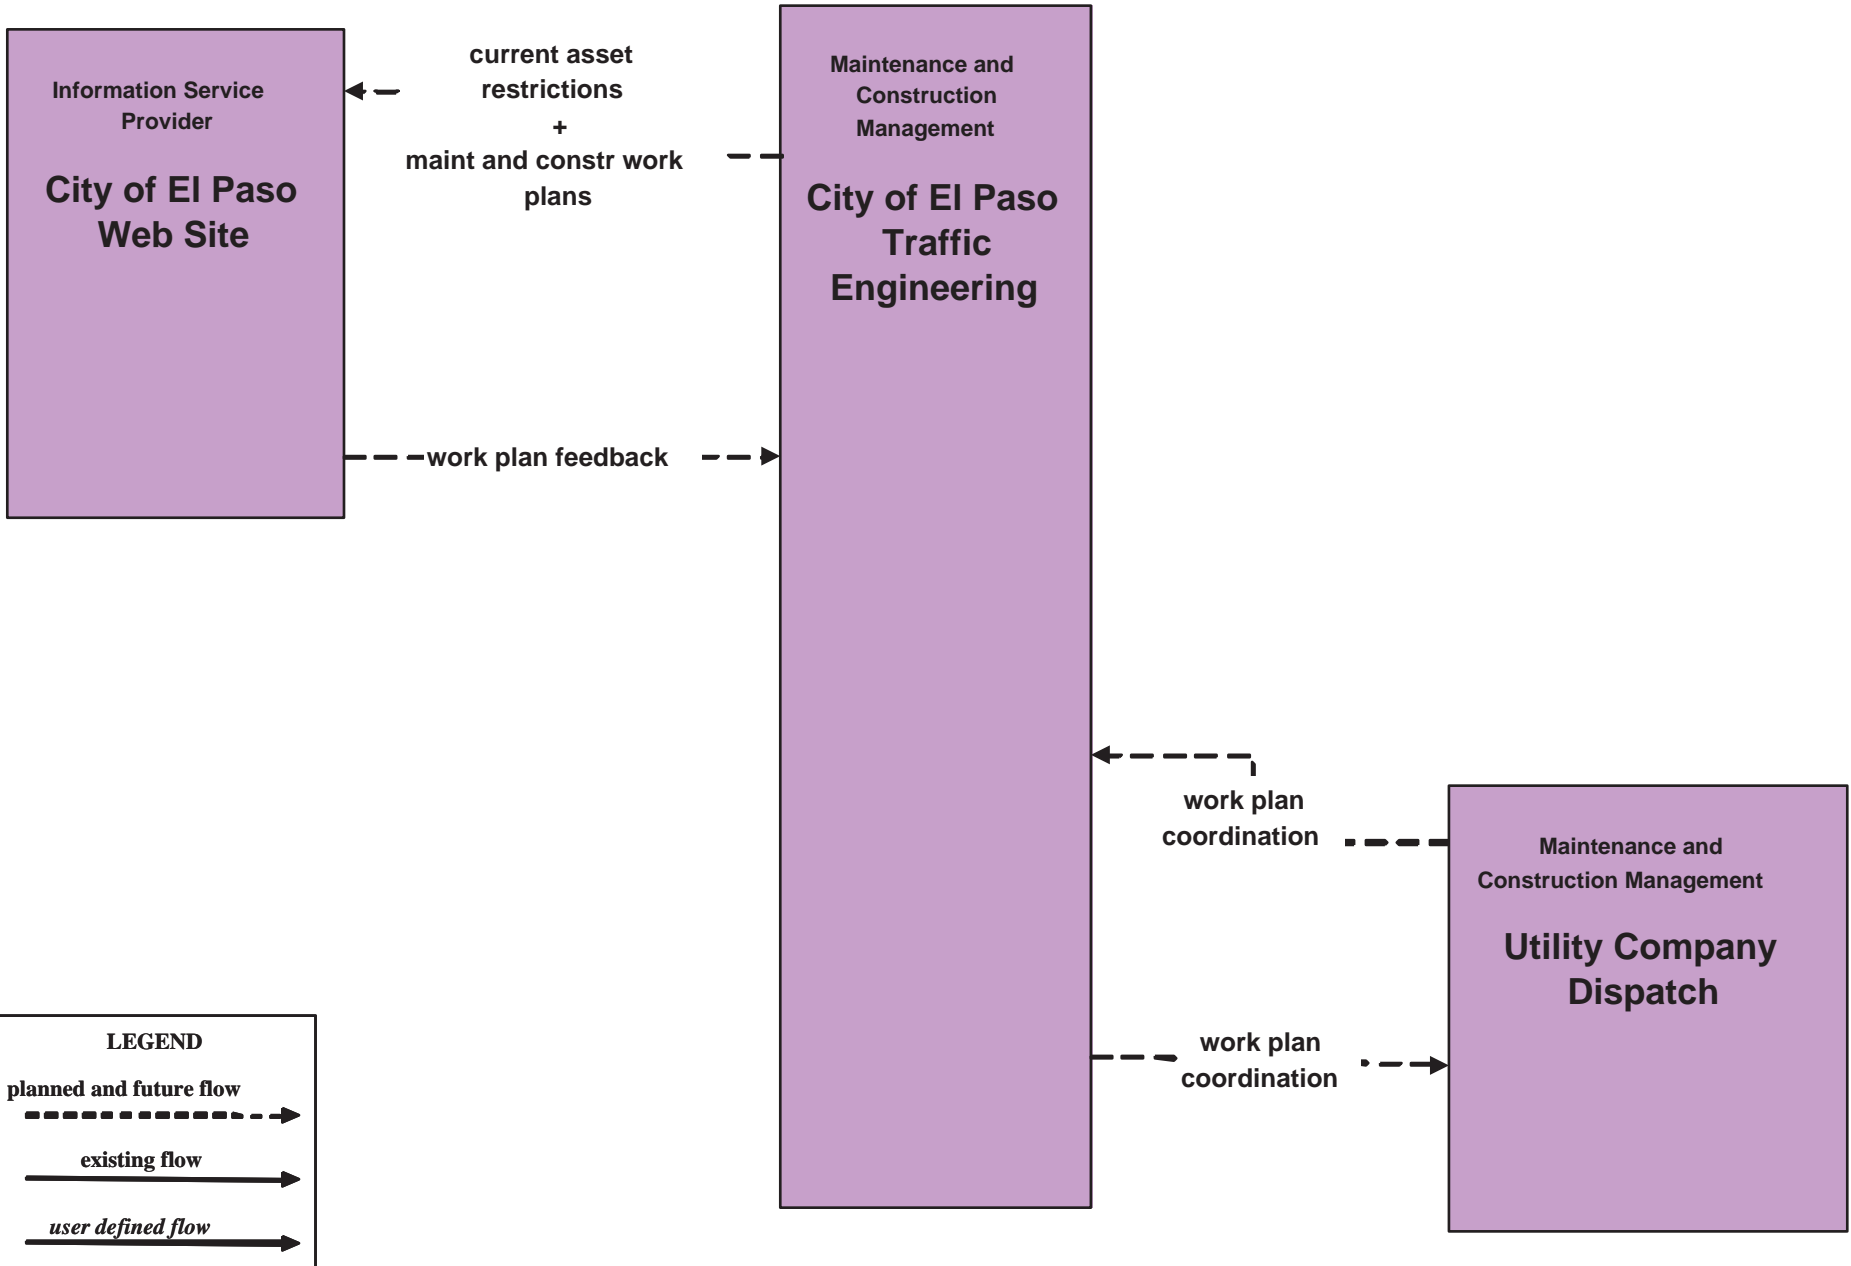 Information Service
Provider
City of El Paso
Web Site
current asset
restrictions
+
maint and constr work
plans
work plan feedback
Maintenance and
Construction
Management
City of El Paso
Traffic
Engineering
work plan
coordination
work plan
coordination
Maintenance and
Construction Management
Utility Company
Dispatch
LEGEND
planned and future flow
existing flow
user defined flow